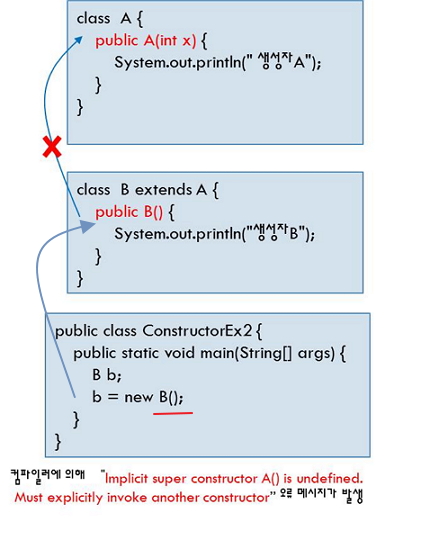 class A {
public A(int x) {
System.out.println(" 생성자A");
}
}
class B extends A {
public B() {
System.out.println("생성자B");
}
}
public class ConstructorEx2 {
public static void main(String[] args) {
B b;
b = new B();
}
}
컴파일러에 의해 "Implicit super constructor A() is undefined.
Must explicitly invoke another constructor" 오류 메시지가 발생